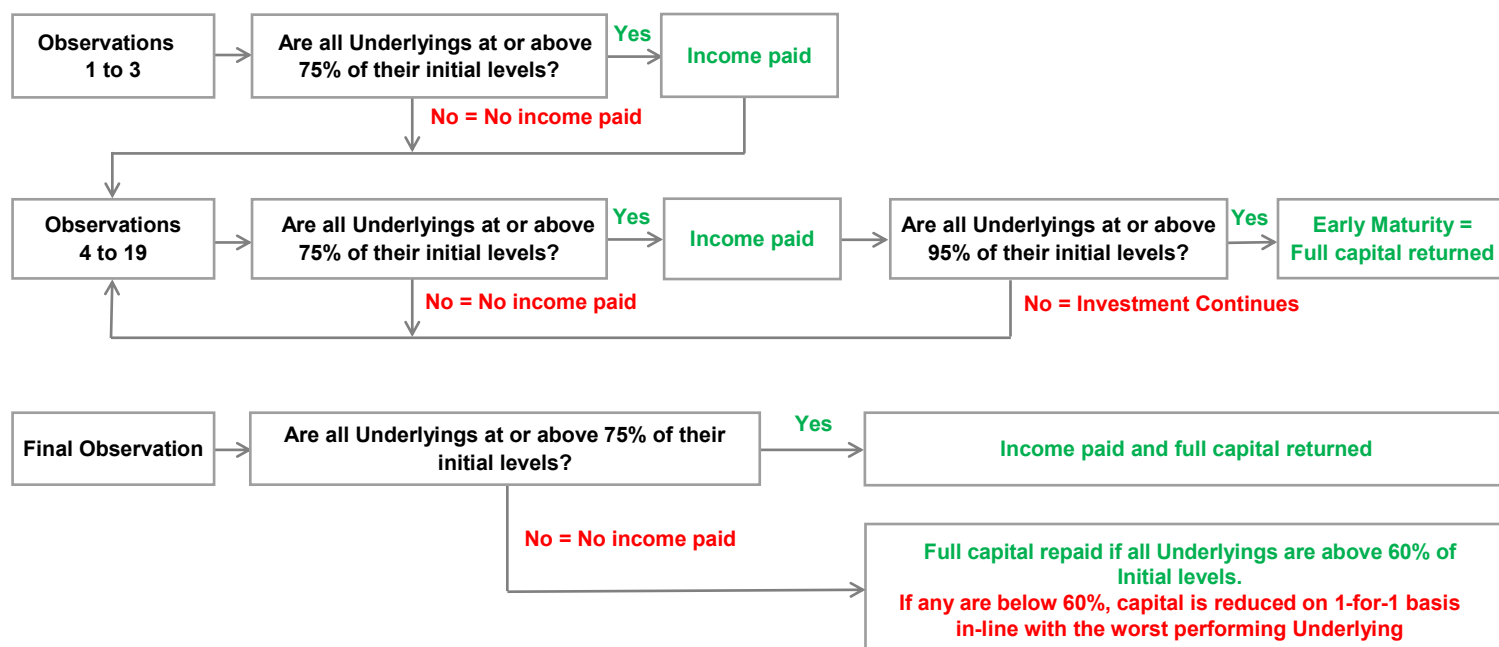 Observations
1 to 3
Are all Underlyings at or above
75% of their initial levels?
Yes
Income paid
No = No income paid
Observations
4 to 19
Are all Underlyings at or above
75% of their initial levels?
Yes
Income paid
Are all Underlyings at or above
95% of their initial levels?
Yes
Early Maturity =
Full capital returned
No = No income paid
No = Investment Continues
Final Observation
Are all Underlyings at or above 75% of their
initial levels?
Yes
Income paid and full capital returned
No = No income paid
Full capital repaid if all Underlyings are above 60% of
Initial levels.
If any are below 60%, capital is reduced on 1-for-1 basis
in-line with the worst performing Underlying